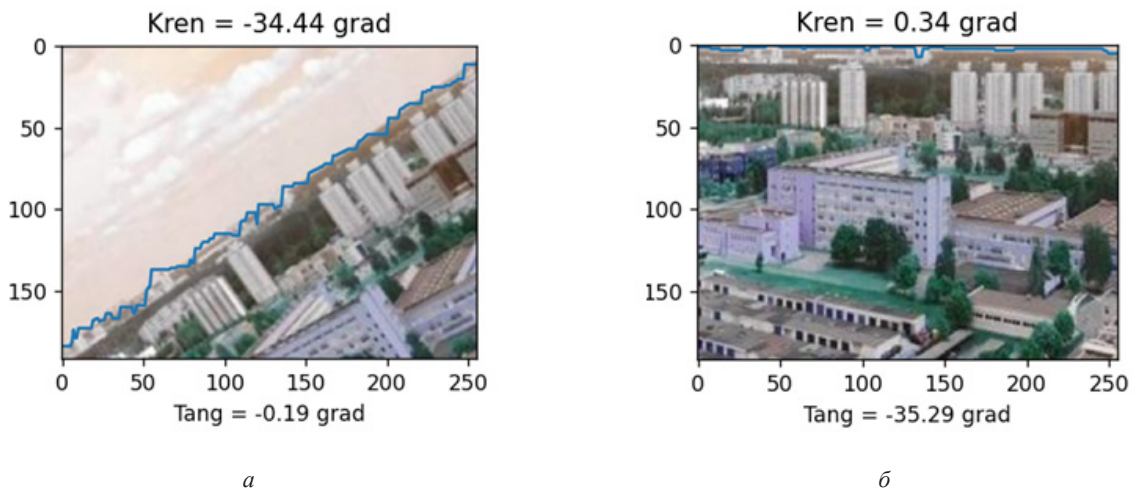 Kren = -34.44 grad
0
50
100
150
0 50 100 150 200 250
Tang = -0.19 grad
а
Kren = 0.34 grad
0
50
100
150
0 50 100 150 200 250
Tang = -35.29 grad
б